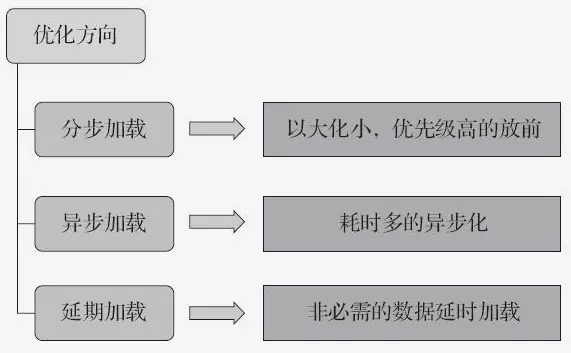 优化方向
分步加载
以大化小，优先级高的放前
异步加载
耗时多的异步化
延期加载
非必需的数据延时加载